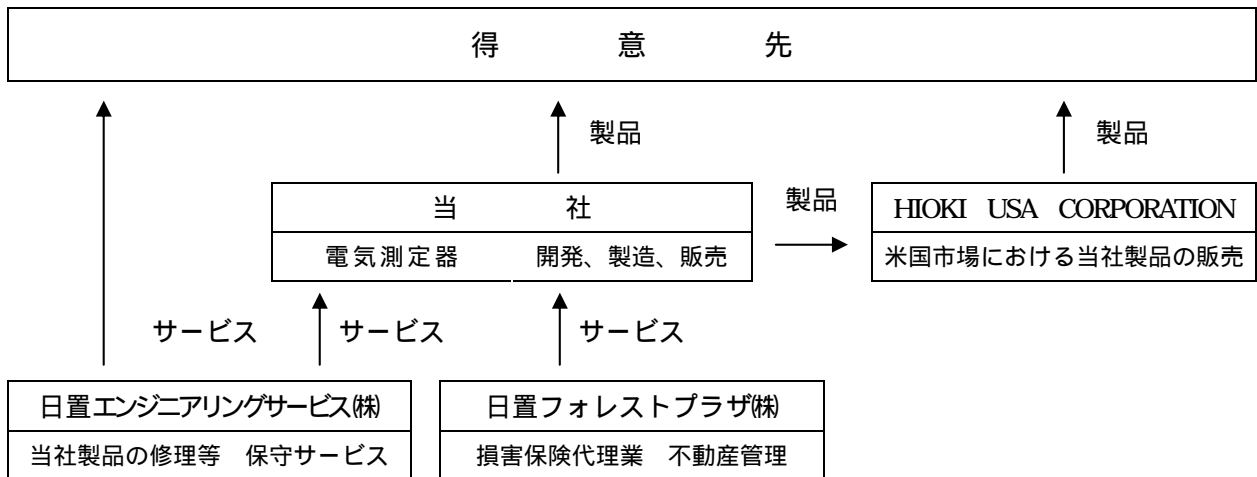 得意先
製品
製品
当社
製品
HIOKI USA CORPORATION
電気測定器 開発、製造、販売
米国市場における当社製品の販売
サービス
サービス
サービス
日置エンジニアリングサービス㈱
日置フォレストプラザ㈱
当社製品の修理等 保守サービス
損害保険代理業 不動産管理